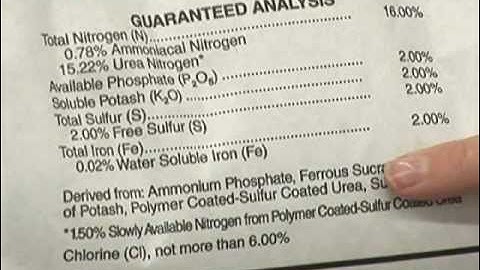 GUARANTEED ANALYSIS
Total Nitrogen (N) 16.00%
0.78% Ammoniacal Nitrogen
15.22% Urea Nitrogen*
Available Phosphate (P2O5) 2.00%
Soluble Potash (K2O) 2.00%
Total Sulfur (S) 2.00%
2.00% Free Sulfur (S)
Total Iron (Fe) 2.00%
0.02% Water Soluble Iron (Fe)
Derived from: Ammonium Phosphate, Ferrous
of Potash, Polymer Coated-Sulfur Coated Urea,
*1.50% Slowly Available Nitrogen from Polymer Coated-Sulfur Coated Urea
Chlorine (Cl), not more than 6.00%